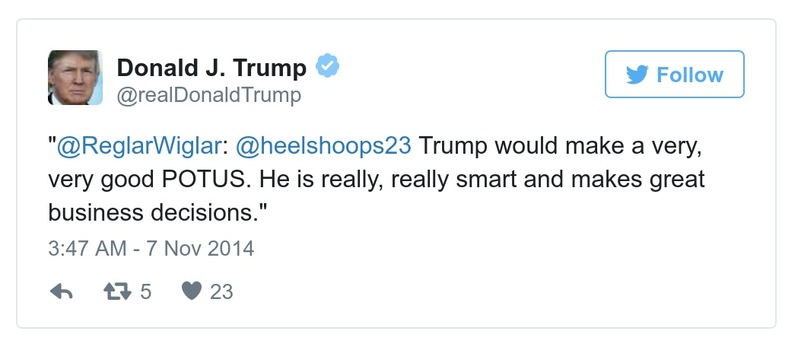 Donald J. Trump
@realDonaldTrump
Follow
"@ReglarWiglar: @heelshoops23 Trump would make a very,
very good POTUS. He is really, really smart and makes great
business decisions."
3:47 AM - 7 Nov 2014
5 23